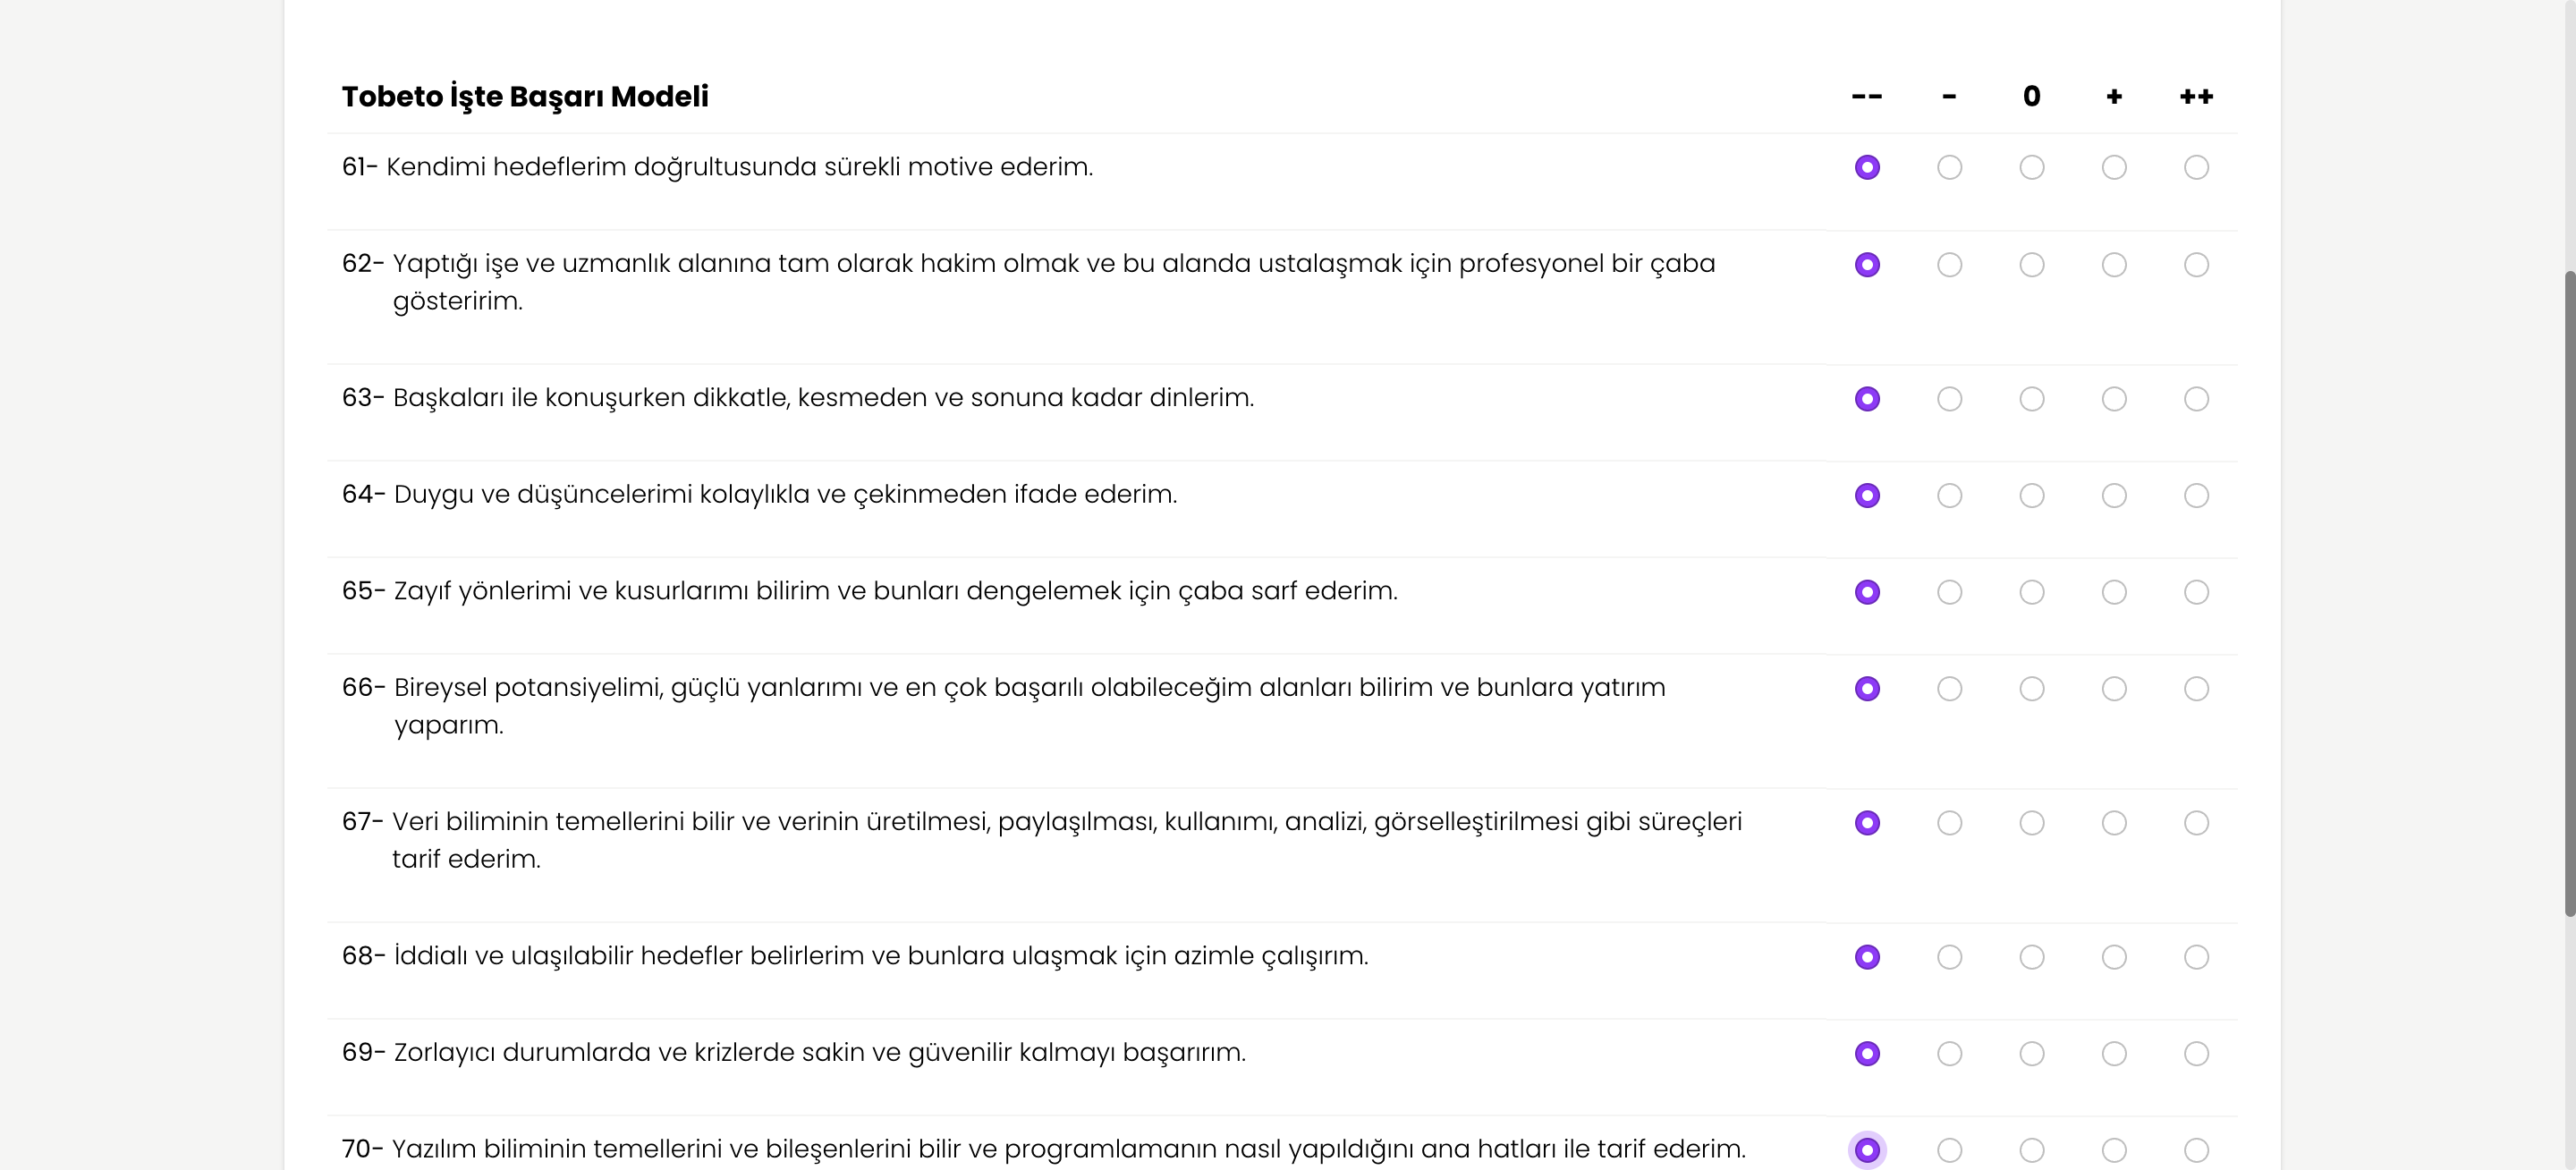 Tobeto İşte Başarı Modeli -- - 0 + ++
61- Kendimi hedeflerim doğrultusunda sürekli motive ederim.
62- Yaptığı işe ve uzmanlık alanına tam olarak hakim olmak ve bu alanda ustalaşmak için profesyonel bir çaba
gösteririm.
63- Başkaları ile konuşurken dikkatle, kesmeden ve sonuna kadar dinlerim.
64- Duygu ve düşüncelerimi kolaylıkla ve çekinmeden ifade ederim.
65- Zayıf yönlerimi ve kusurlarımı bilirim ve bunları dengelemek için çaba sarf ederim.
66- Bireysel potansiyelimi, güçlü yanlarımı ve en çok başarılı olabileceğim alanları bilirim ve bunlara yatırım
yaparım.
67- Veri biliminin temellerini bilir ve verinin üretilmesi, paylaşılması, kullanımı, analizi, görselleştirilmesi gibi süreçleri
tarif ederim.
68- İddialı ve ulaşılabilir hedefler belirlerim ve bunlara ulaşmak için azimle çalışırım.
69- Zorlayıcı durumlarda ve krizlerde sakin ve güvenilir kalmayı başarırım.
70- Yazılım biliminin temellerini ve bileşenlerini bilir ve programlamanın nasıl yapıldığını ana hatları ile tarif ederim.